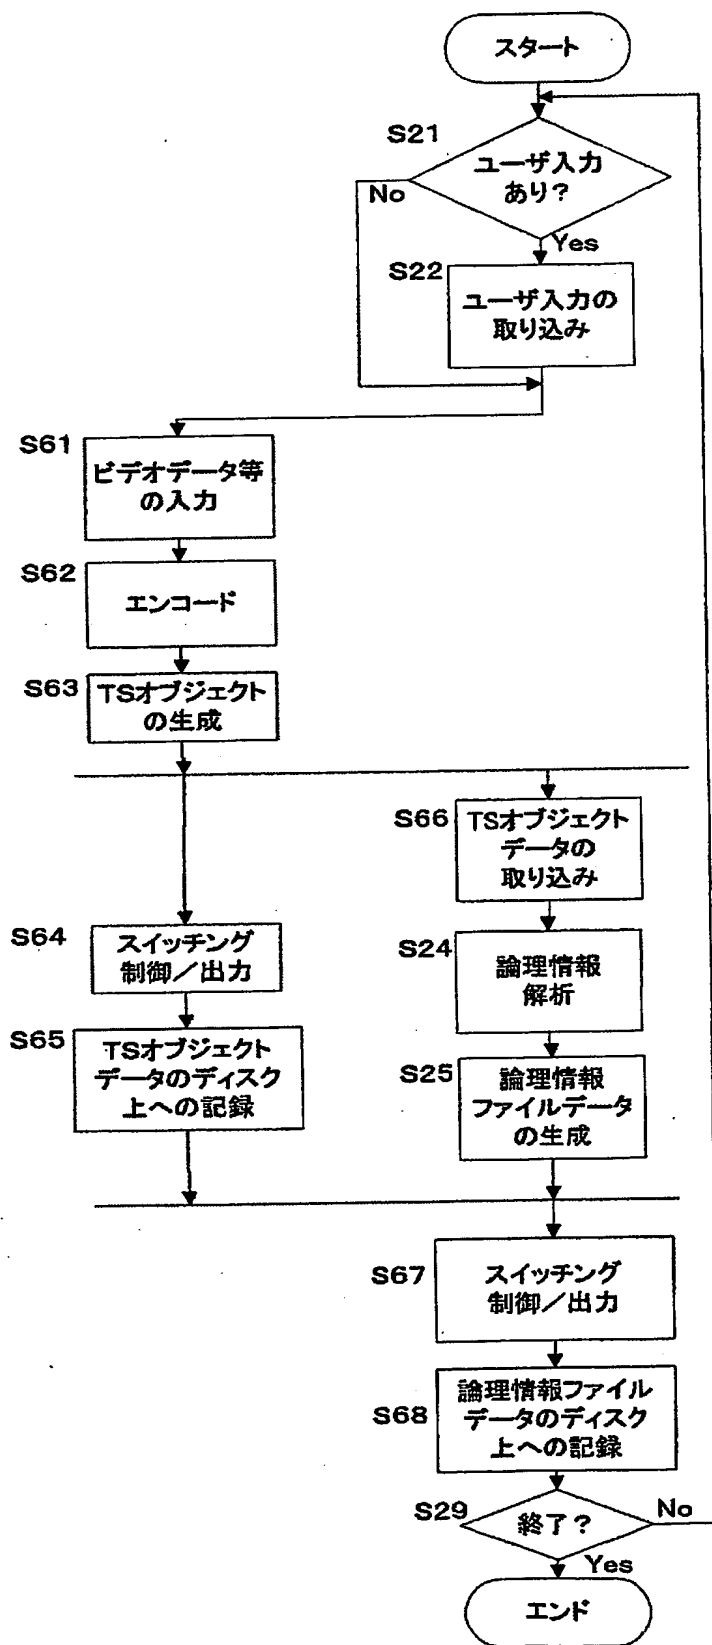 スタート
S21
ユーザ入力
あり？
No
Yes
S22
ユーザ入力の
取り込み
S61
ビデオデータ等
の入力
S62
エンコード
S63
TSオブジェクト
の生成
S66
TSオブジェクト
データの
取り込み
S64
スイッチング
制御／出力
S24
論理情報
解析
S65
TSオブジェクト
データのディスク
上への記録
S25
論理情報
ファイルデータ
の生成
S67
スイッチング
制御／出力
S68
論理情報ファイル
データのディスク
上への記録
S29
終了？
No
Yes
エンド